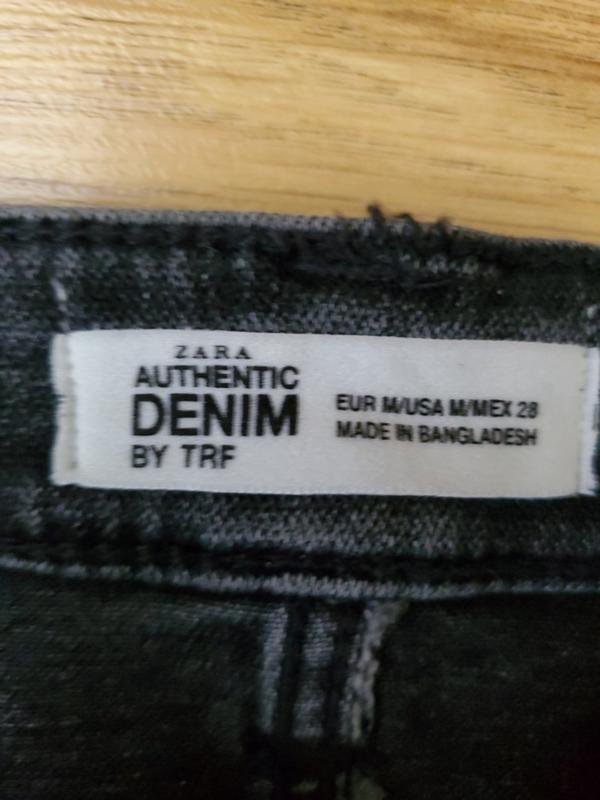 ZARA
AUTHENTIC
DENIM
BY TRF
EUR M/USA M/MEX 28
MADE IN BANGLADESH